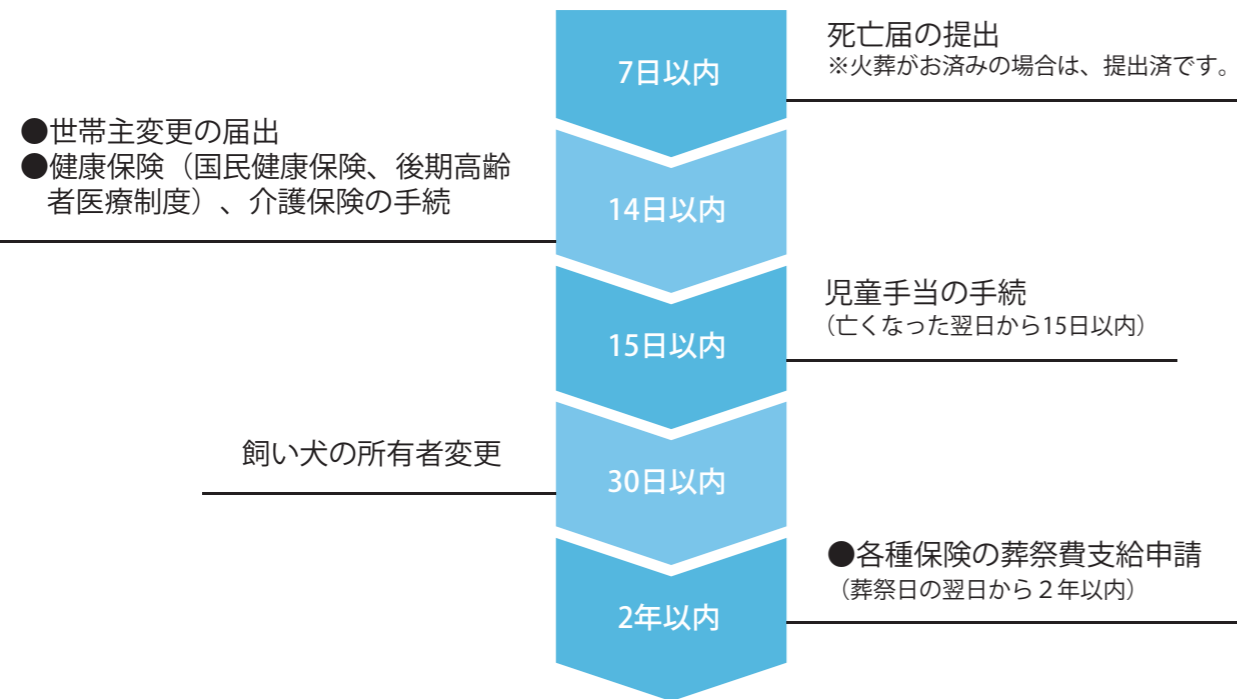 7日以内
死亡届の提出
※火葬がお済みの場合は、提出済です。
●世帯主変更の届出
●健康保険（国民健康保険、後期高齢
者医療制度）、介護保険の手続
14日以内
15日以内
児童手当の手続
（亡くなった翌日から15日以内）
飼い犬の所有者変更
30日以内
2年以内
●各種保険の葬祭費支給申請
（葬祭日の翌日から２年以内）